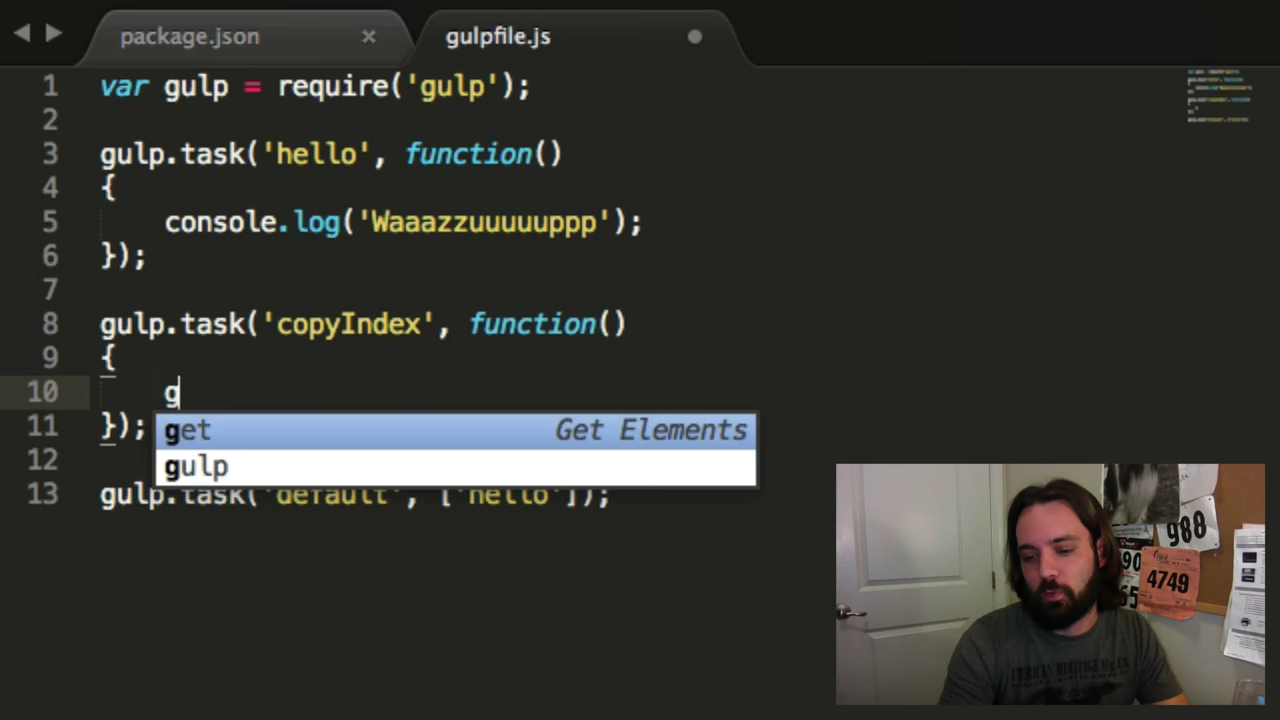 package.json ×
gulpfile.js
1 var gulp = require('gulp');
2
3 gulp.task('hello', function()
4 {
5 console.log('Waaazzuuuuuppp');
6 });
7
8 gulp.task('copyIndex', function()
9 {
10 g
11 });
get Get Elements
12
gulp
13 gulp.task('default', ['hello']);
988
4749